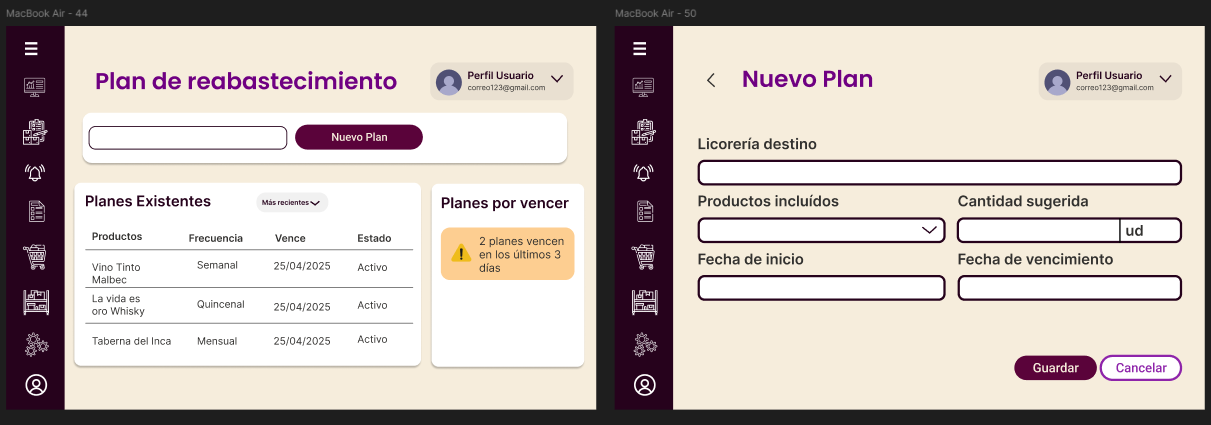 MacBook Air - 44
Plan de reabastecimiento
Perfil Usuario
correo123@gmail.com
Nuevo Plan
Planes Existentes
Más recientes
Productos Frecuencia Vence Estado
Vino Tinto
Malbec
Semanal 25/04/2025 Activo
La vida es
oro Whisky
Quincenal 25/04/2025 Activo
Taberna del Inca Mensual 25/04/2025 Activo
Planes por vencer
2 planes vencen
en los últimos 3
días
MacBook Air - 50
Nuevo Plan
Perfil Usuario
correo123@gmail.com
Licorería destino
Productos incluídos Cantidad sugerida
ud
Fecha de inicio Fecha de vencimiento
Guardar Cancelar